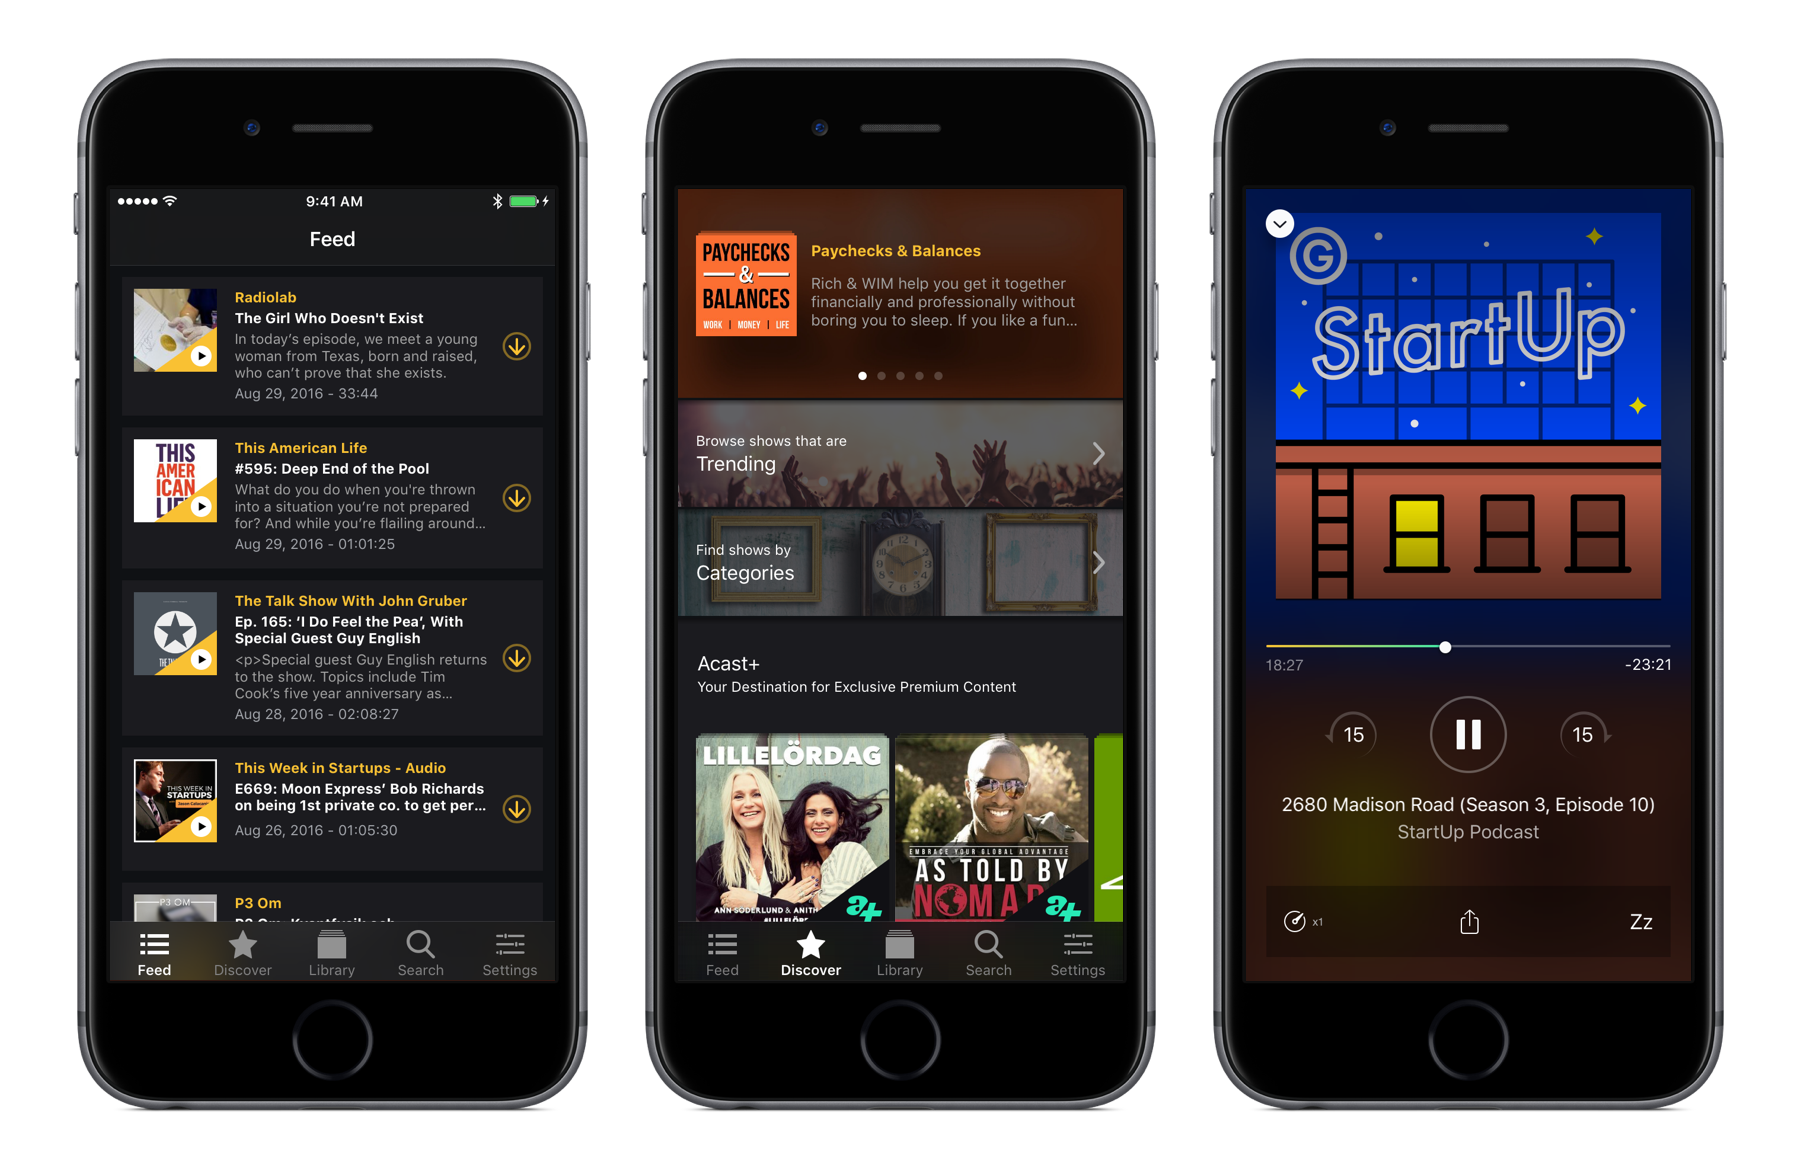 9:41 AM
Feed
Radiolab
The Girl Who Doesn't Exist
In today's episode, we meet a young
woman from Texas, born and raised,
who can't prove that she exists.
Aug 29, 2016 - 33:44
THIS
AMER
ICAN
This American Life
#595: Deep End of the Pool
What do you do when you're thrown
into a situation you're not prepared
for? And while you're flailing around...
Aug 29, 2016 - 01:01:25
The Talk Show With John Gruber
Ep. 165: ‘I Do Feel the Pea’, With
Special Guest Guy English
<p>Special guest Guy English returns
to the show. Topics include Tim
Cook's five year anniversary as...
Aug 28, 2016 - 02:08:27
THIS WEEK IN
STARTUPS
This Week in Startups - Audio
E669: Moon Express’ Bob Richards
on being 1st private co. to get per...
Aug 26, 2016 - 01:05:30
P3 OM
P3 Om
Feed
Discover
Library
Search
Settings
PAYCHECKS
&
BALANCES
WORK | MONEY | LIFE
Paychecks & Balances
Rich & WIM help you get it together
financially and professionally without
boring you to sleep. If you like a fun...
Browse shows that are
Trending
Find shows by
Categories
Acast+
Your Destination for Exclusive Premium Content
LILLELÖRDAG
ANN SÖDERLUND & ANITH
a+
EMBRACE YOUR GLOBAL ADVANTAGE
AS TOLD BY
NOMAD
a+
Feed
Discover
Library
Search
Settings
G
StartUp
18:27
-23:21
15
15
2680 Madison Road (Season 3, Episode 10)
StartUp Podcast
x1
Zz